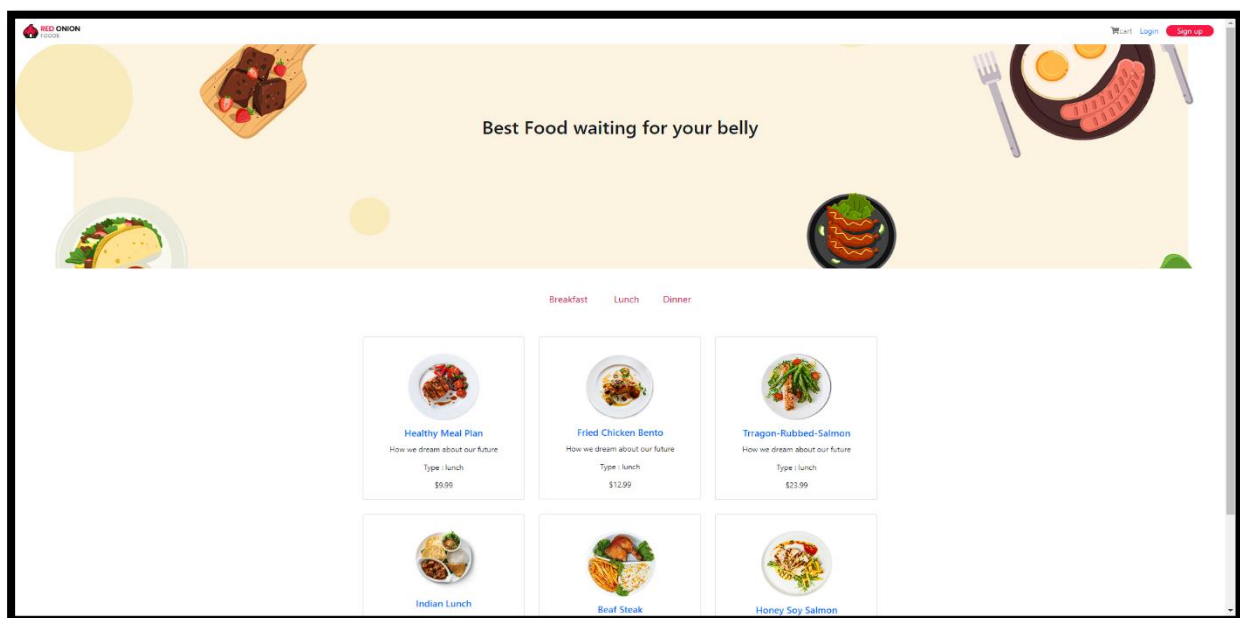 RED ONION
FOODS
cart Login Sign up
Best Food waiting for your belly
Breakfast Lunch Dinner
Healthy Meal Plan Fried Chicken Bento Trragon-Rubbed-Salmon
How we dream about our future How we dream about our future How we dream about our future
Type : lunch Type : lunch Type : lunch
$9.99 $12.99 $23.99
Indian Lunch Beaf Steak Honey Soy Salmon